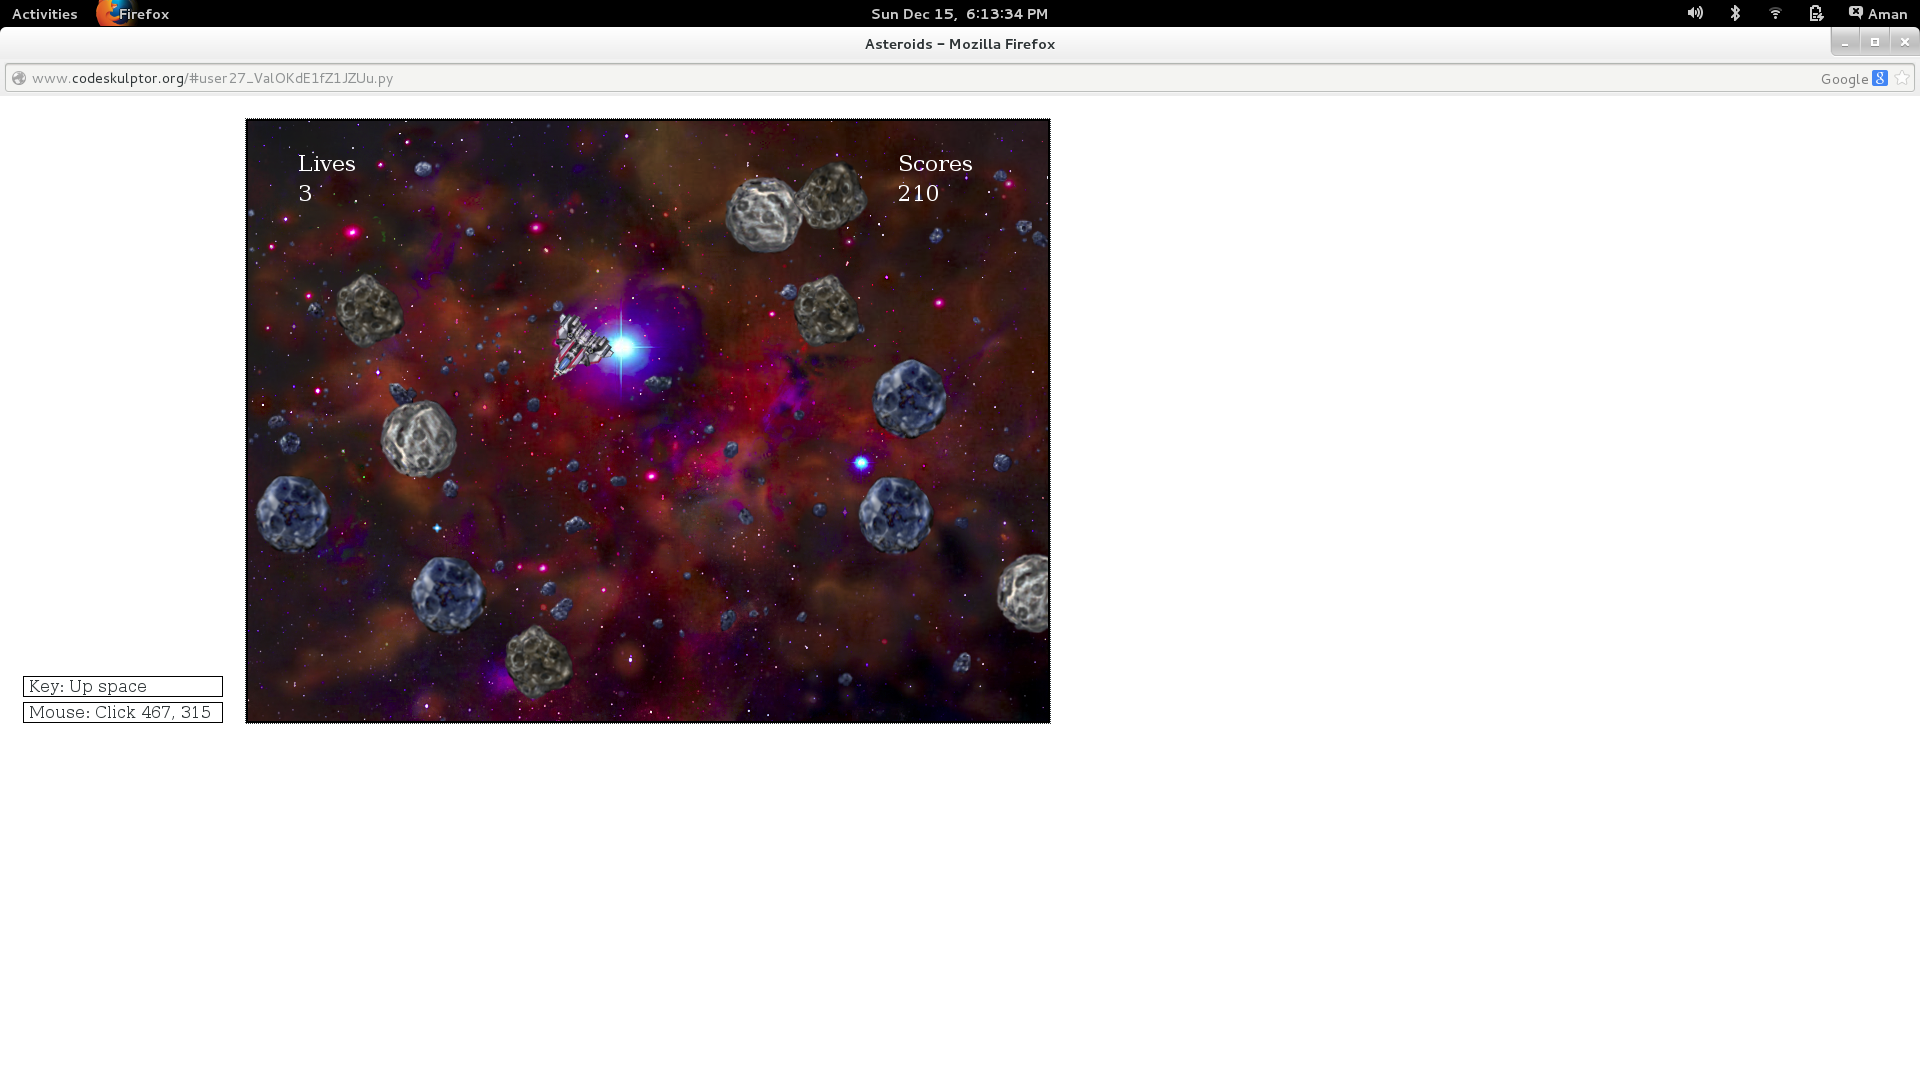 Activities Firefox Sun Dec 15, 6:13:34 PM Aman
Asteroids - Mozilla Firefox
www.codeskulptor.org/#user27_ValOKdE1fZ1JZUu.py Google g
Lives Scores
3 210
Key: Up space
Mouse: Click 467, 315